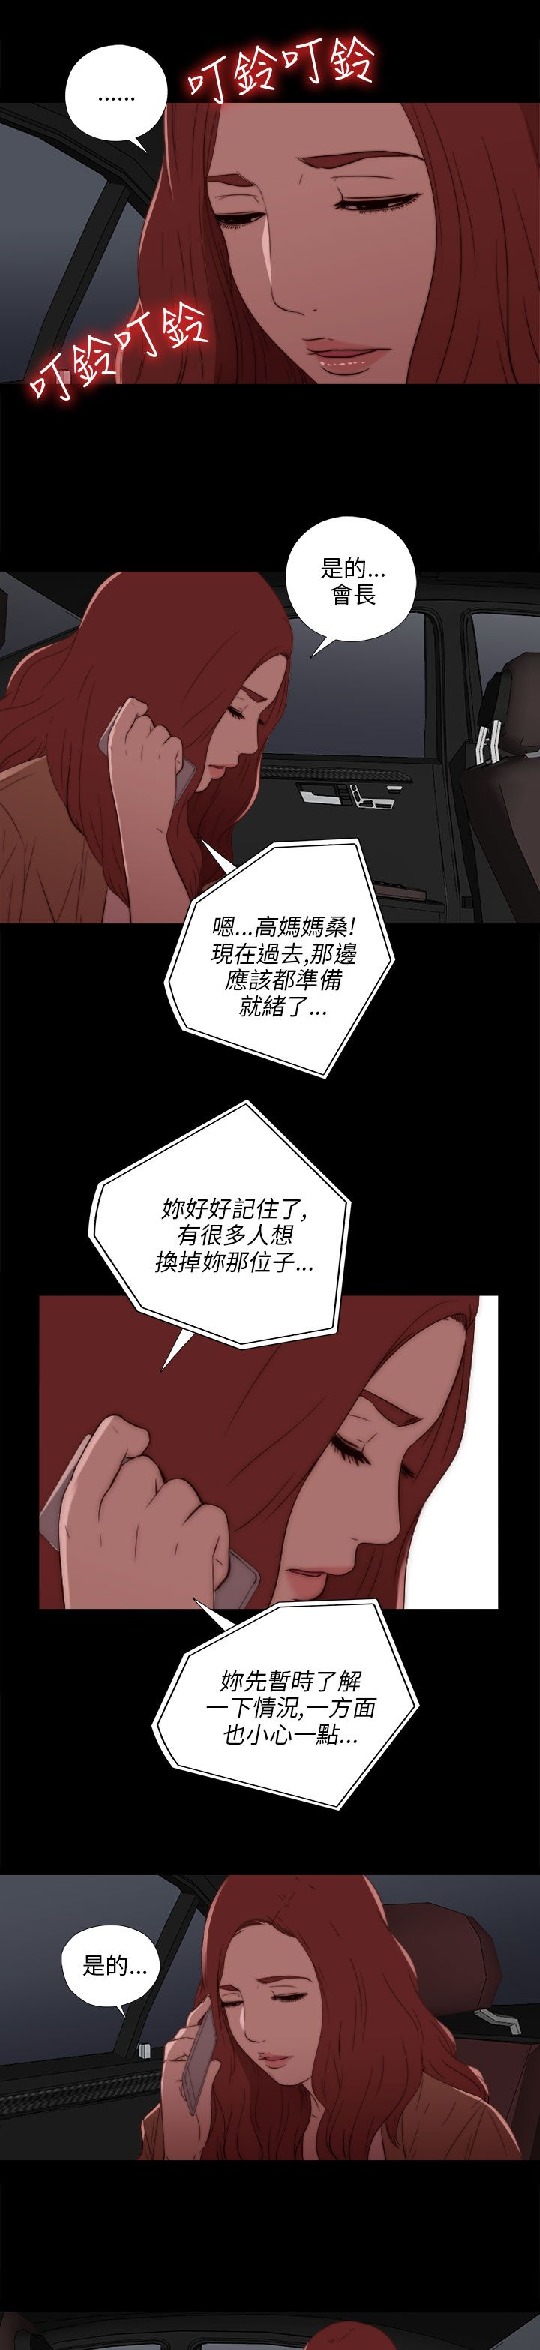 ......
叮鈴叮鈴
叮鈴叮鈴
是的...
會長
嗯...高媽媽桑!
現在過去,那邊
應該都準備
就緒了...
妳好好記住了,
有很多人想
換掉妳那位子...
妳先暫時了解
一下情況,一方面
也小心一點...
是的...